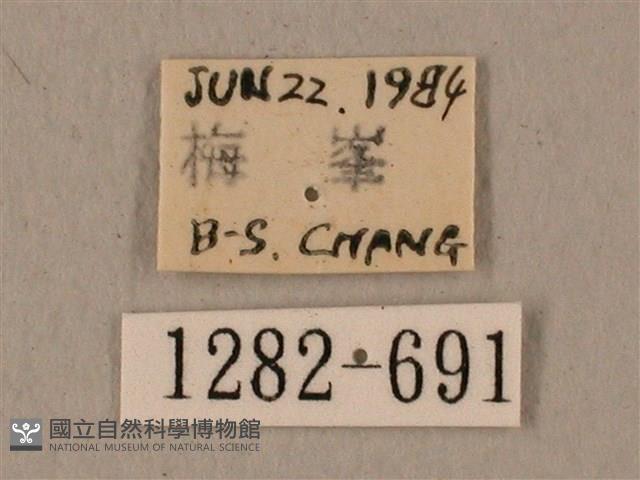 JUN 22. 1984
梅 峯
B-S. CHANG
1282-691
國立自然科學博物館
NATIONAL MUSEUM OF NATURAL SCIENCE